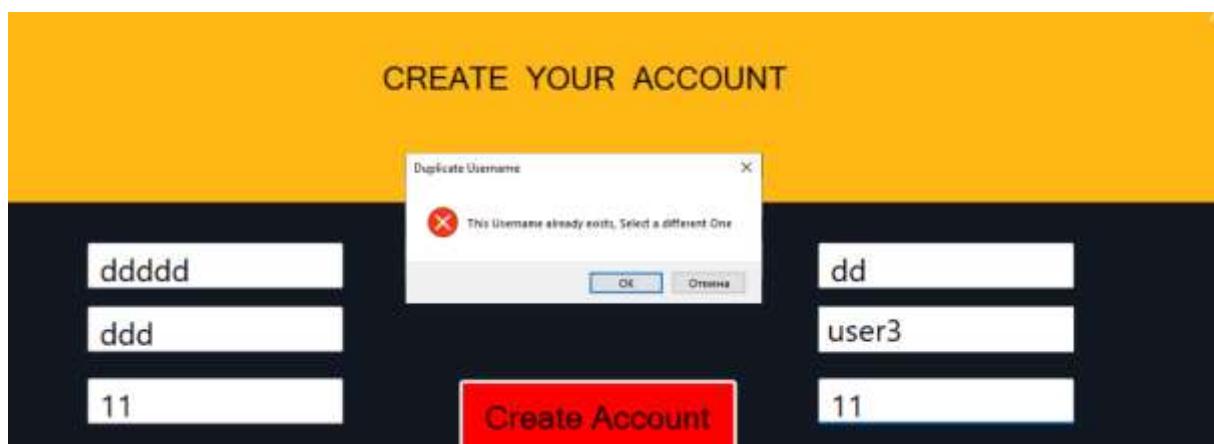 CREATE YOUR ACCOUNT
Duplicate Username
This Username already exists, Select a different One
OK
Отмена
ddddd
dd
ddd
user3
11
Create Account
11